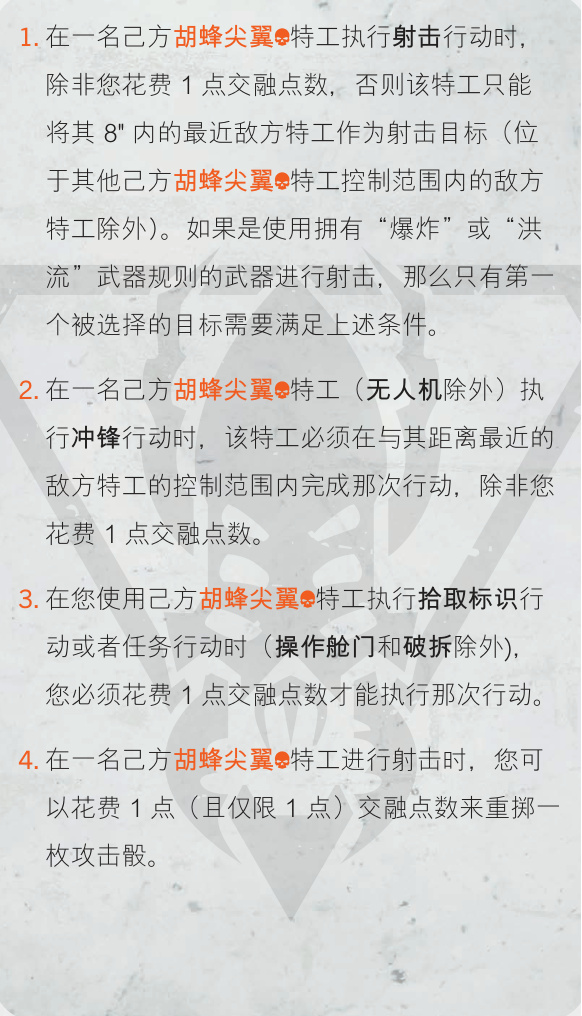 1. 在一名己方胡蜂尖翼特工执行射击行动时，
除非您花费 1 点交融点数，否则该特工只能
将其 8" 内的最近敌方特工作为射击目标（位
于其他己方胡蜂尖翼特工控制范围内的敌方
特工除外）。如果是使用拥有“爆炸”或“洪
流”武器规则的武器进行射击，那么只有第一
个被选择的目标需要满足上述条件。
2. 在一名己方胡蜂尖翼特工（无人机除外）执
行冲锋行动时，该特工必须在与其距离最近的
敌方特工的控制范围内完成那次行动，除非您
花费 1 点交融点数。
3. 在您使用己方胡蜂尖翼特工执行拾取标识行
动或者任务行动时（操作舱门和破拆除外），
您必须花费 1 点交融点数才能执行那次行动。
4. 在一名己方胡蜂尖翼特工进行射击时，您可
以花费 1 点（且仅限 1 点）交融点数来重掷一
枚攻击骰。